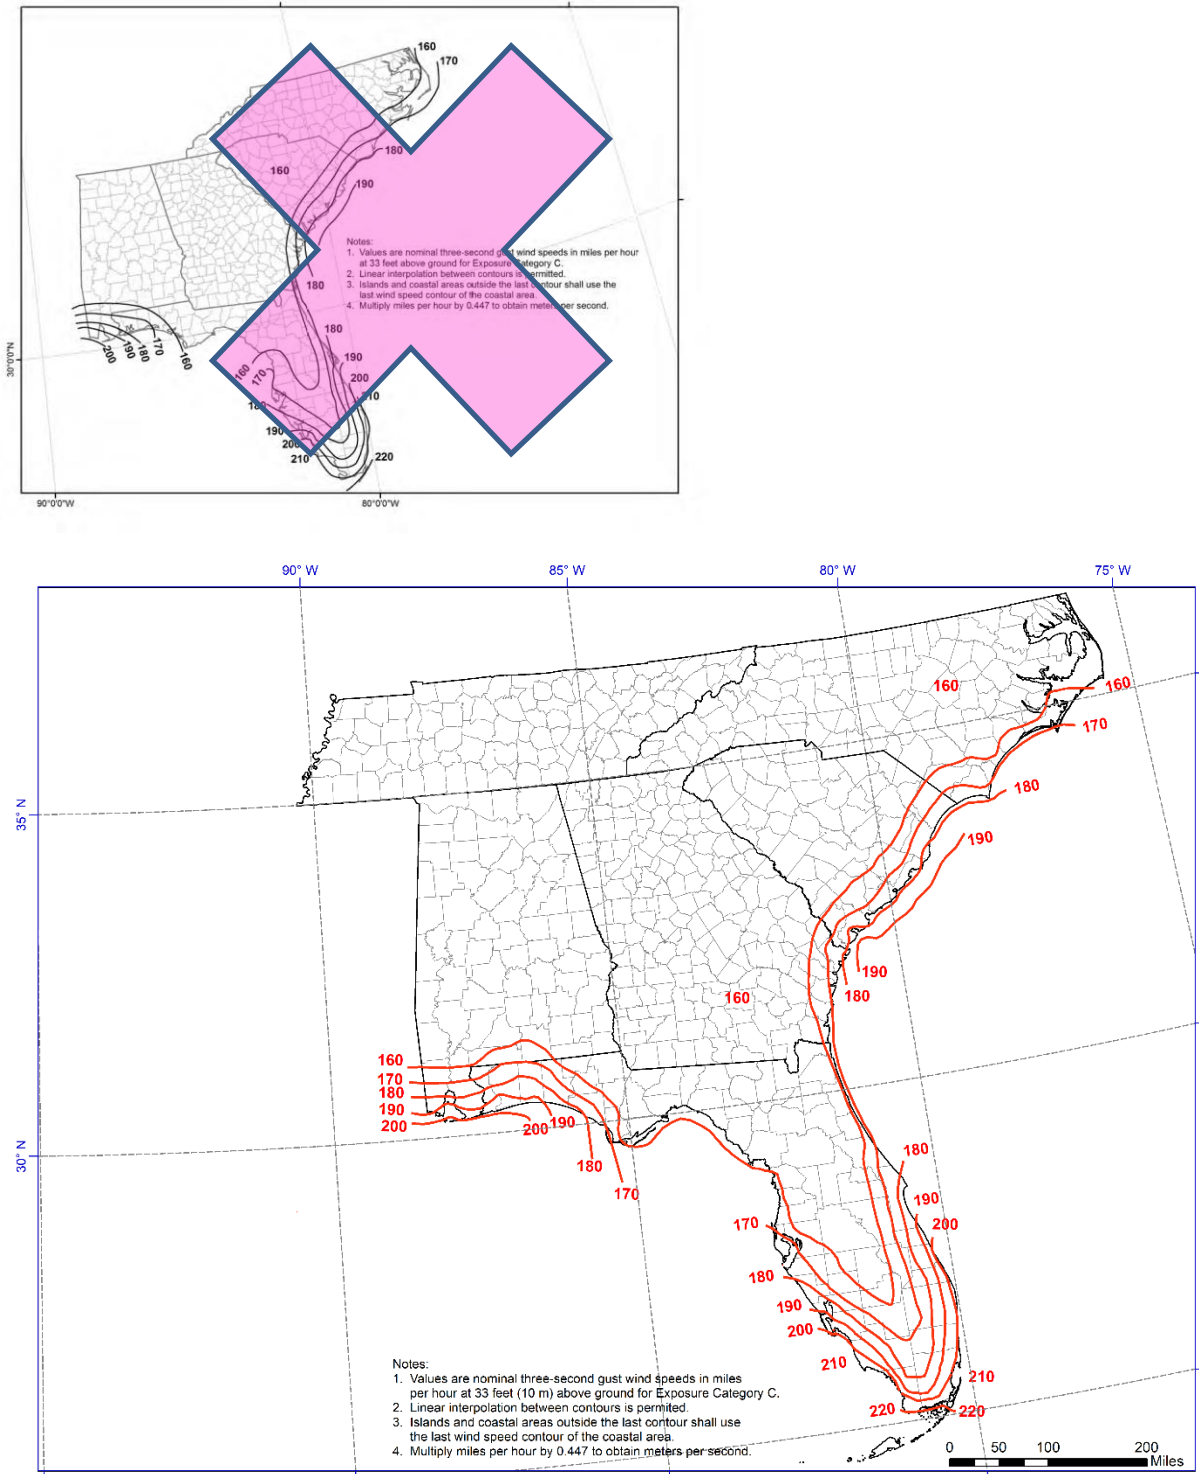 160
170
180
160
190
Notes:
1. Values are nominal three-second gust wind speeds in miles per hour
at 33 feet above ground for Exposure Category C.
2. Linear interpolation between contours is permitted.
3. Islands and coastal areas outside the last contour shall use the
last wind speed contour of the coastal area.
4. Multiply miles per hour by 0.447 to obtain meters per second.
180
180
190
200
210
160
170
180
190
200
210
220
200
190
180
170
160
30°0'0"N
90°0'0"W
80°0'0"W
90° W
85° W
80° W
75° W
160
160
170
180
190
35° N
190
180
160
160
170
180
190
200
200
190
180
170
30° N
180
190
200
170
180
190
200
210
210
220
220
Notes:
1. Values are nominal three-second gust wind speeds in miles
per hour at 33 feet (10 m) above ground for Exposure Category C.
2. Linear interpolation between contours is permited.
3. Islands and coastal areas outside the last contour shall use
the last wind speed contour of the coastal area.
4. Multiply miles per hour by 0.447 to obtain meters per second.
0 50 100 200
Miles